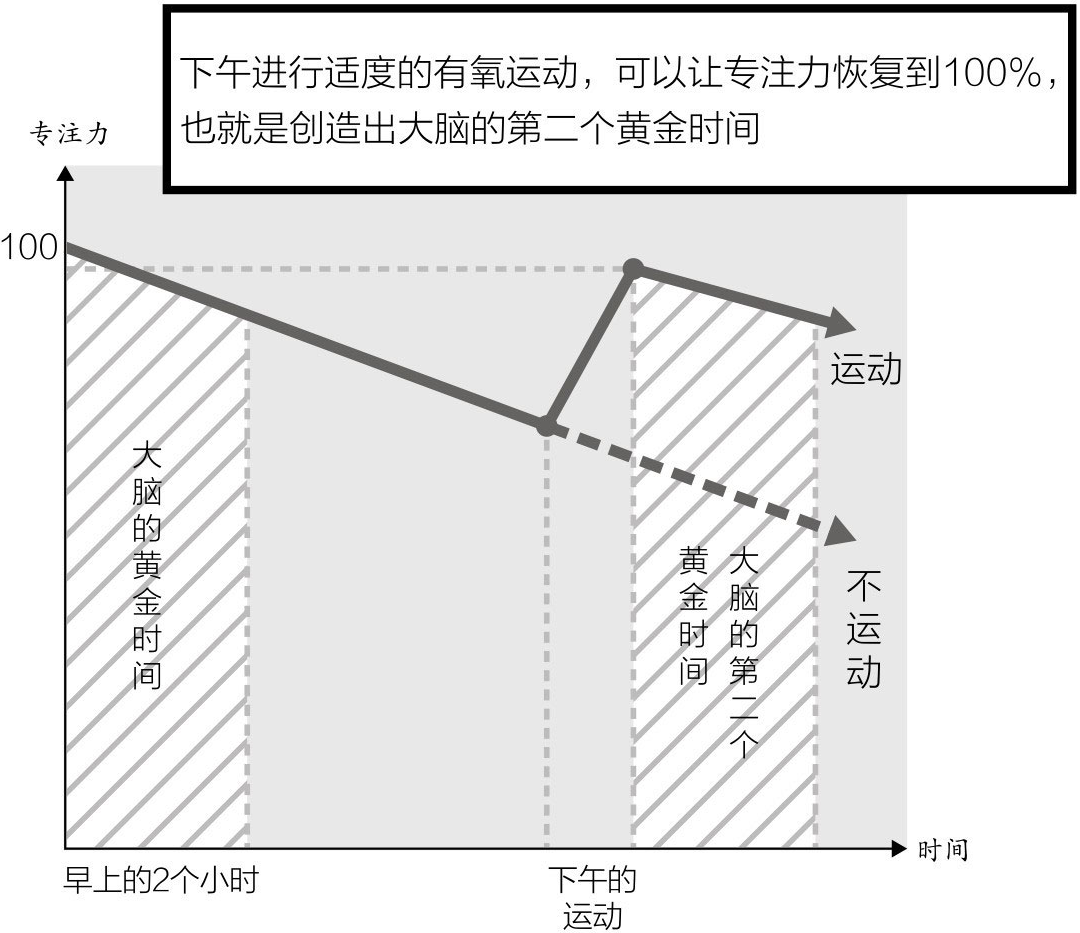 下午进行适度的有氧运动，可以让专注力恢复到100%，
也就是创造出大脑的第二个黄金时间
专注力
100
运动
大脑的黄金时间
大脑的第二个
黄金时间
不运动
时间
早上的2个小时
下午的
运动